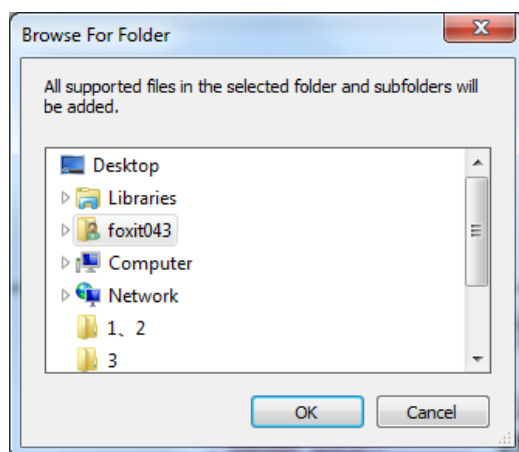 Browse For Folder
All supported files in the selected folder and subfolders will
be added.
Desktop
Libraries
foxit043
Computer
Network
1、2
3
OK
Cancel